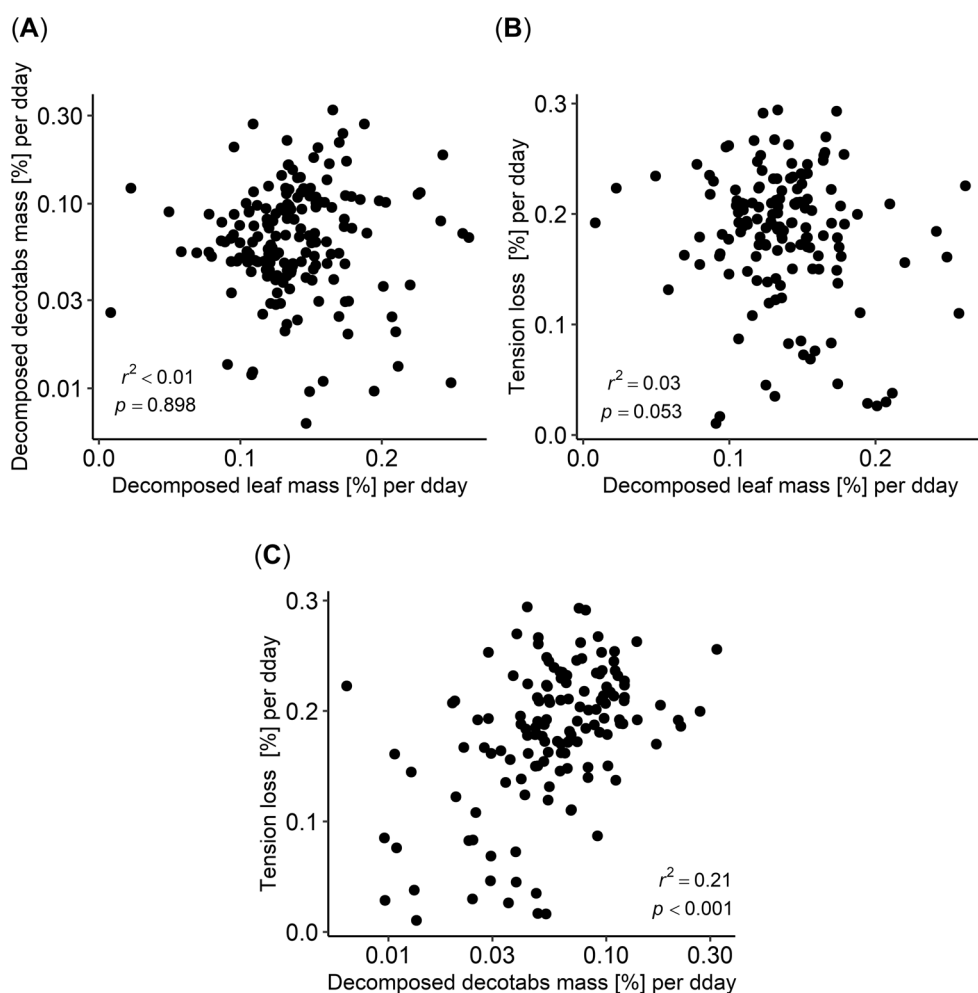 (A)
Decomposed decotabs mass [%] per dday
0.30
0.10
0.03
0.01
r² < 0.01
p = 0.898
0.0
0.1
0.2
Decomposed leaf mass [%] per dday
(B)
Tension loss [%] per dday
0.3
0.2
0.1
0.0
r² = 0.03
p = 0.053
0.1
0.2
Decomposed leaf mass [%] per dday
(C)
Tension loss [%] per dday
0.3
0.2
0.1
0.0
r² = 0.21
p < 0.001
0.01
0.03
0.10
0.30
Decomposed decotabs mass [%] per dday